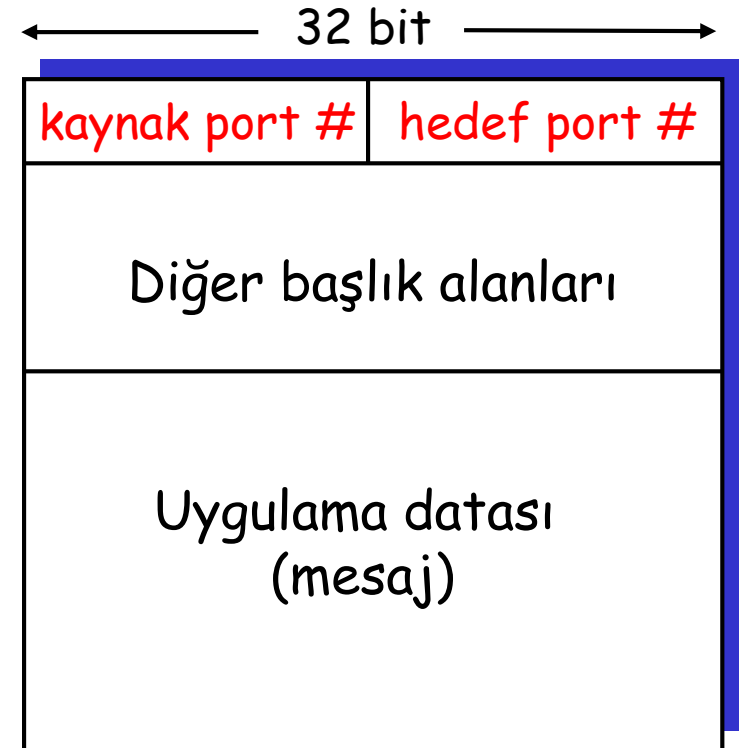 32 bit
kaynak port # hedef port #
Diğer başlık alanları
Uygulama datası
(mesaj)